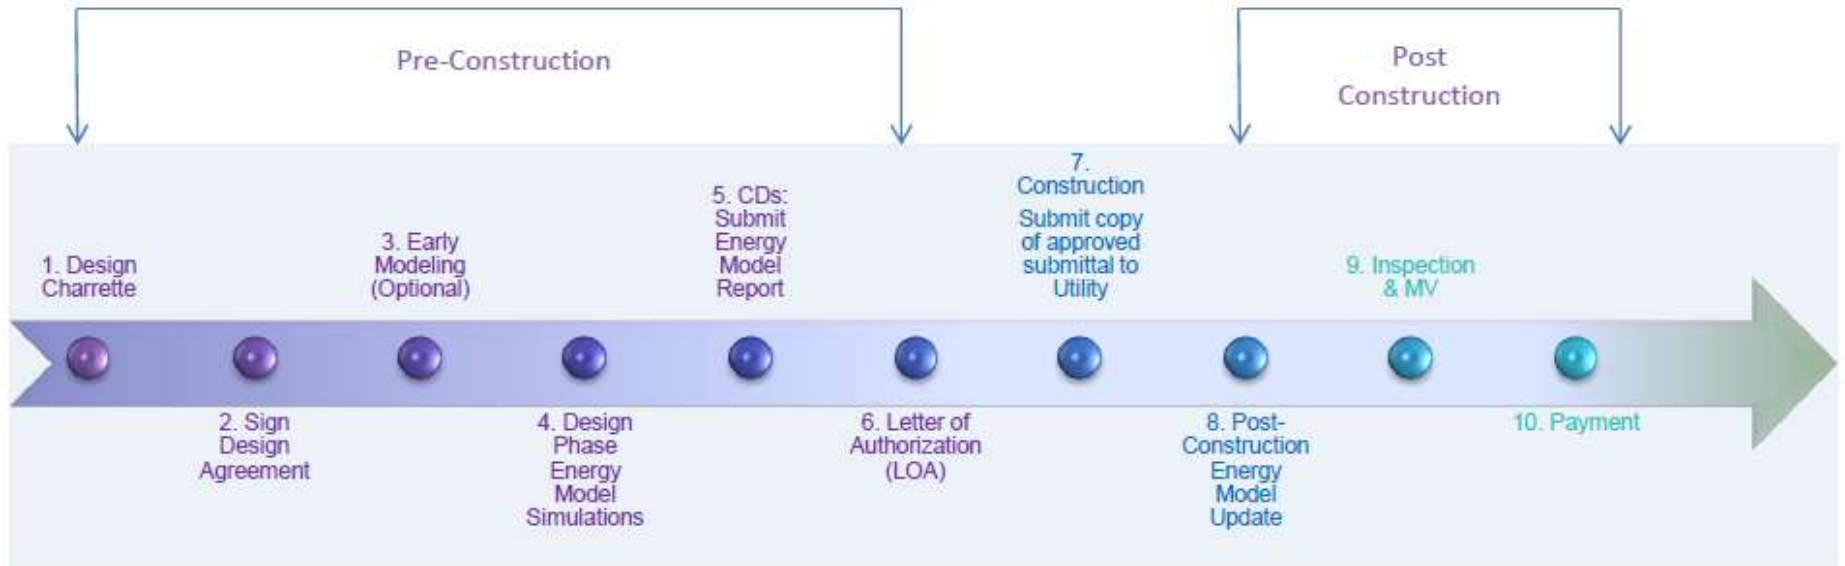 Pre-Construction
Post
Construction
1. Design
Charrette
2. Sign
Design
Agreement
3. Early
Modeling
(Optional)
4. Design
Phase
Energy
Model
Simulations
5. CDs:
Submit
Energy
Model
Report
6. Letter of
Authorization
(LOA)
7.
Construction
Submit copy
of approved
submittal to
Utility
8. Post-
Construction
Energy
Model
Update
9. Inspection
& MV
10. Payment